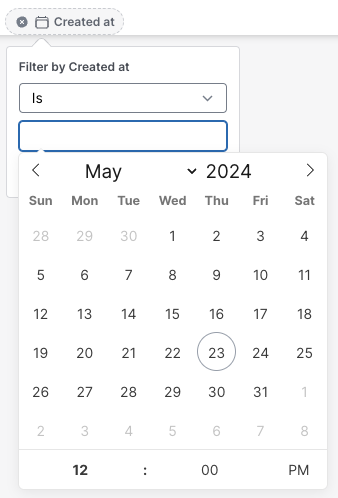 Created at
Filter by Created at
Is
May 2024
Sun Mon Tue Wed Thu Fri Sat
28 29 30 1 2 3 4
5 6 7 8 9 10 11
12 13 14 15 16 17 18
19 20 21 22 23 24 25
26 27 28 29 30 31 1
2 3 4 5 6 7 8
12 : 00 PM